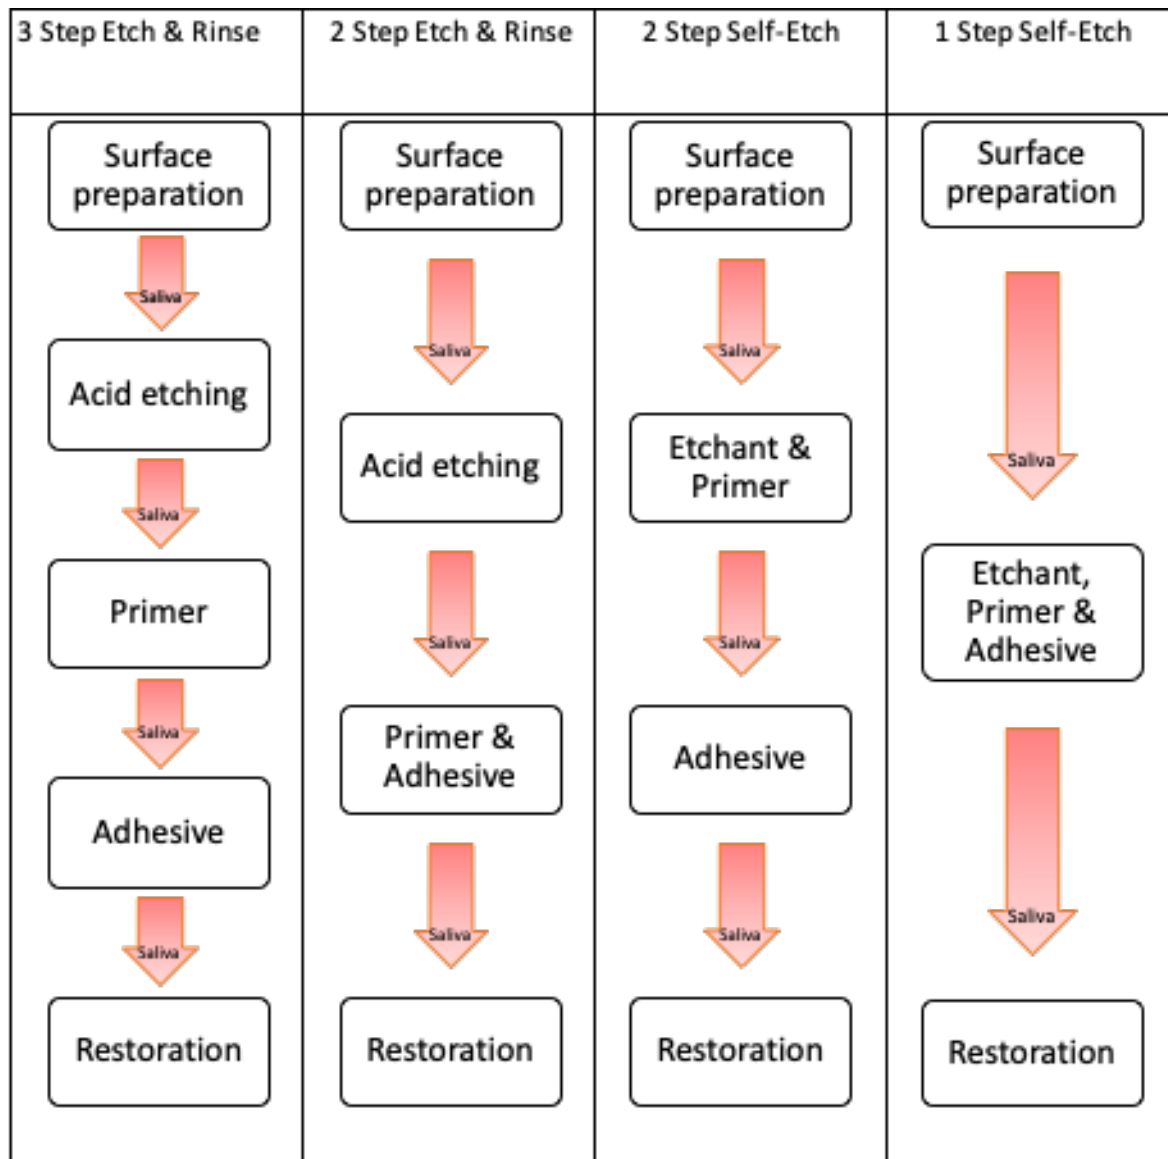 3 Step Etch & Rinse
2 Step Etch & Rinse
2 Step Self-Etch
1 Step Self-Etch
Surface
preparation
Saliva
Acid etching
Saliva
Primer
Saliva
Adhesive
Saliva
Restoration
Surface
preparation
Saliva
Acid etching
Saliva
Primer &
Adhesive
Saliva
Restoration
Surface
preparation
Saliva
Etchant &
Primer
Saliva
Adhesive
Saliva
Restoration
Surface
preparation
Saliva
Etchant,
Primer &
Adhesive
Saliva
Restoration